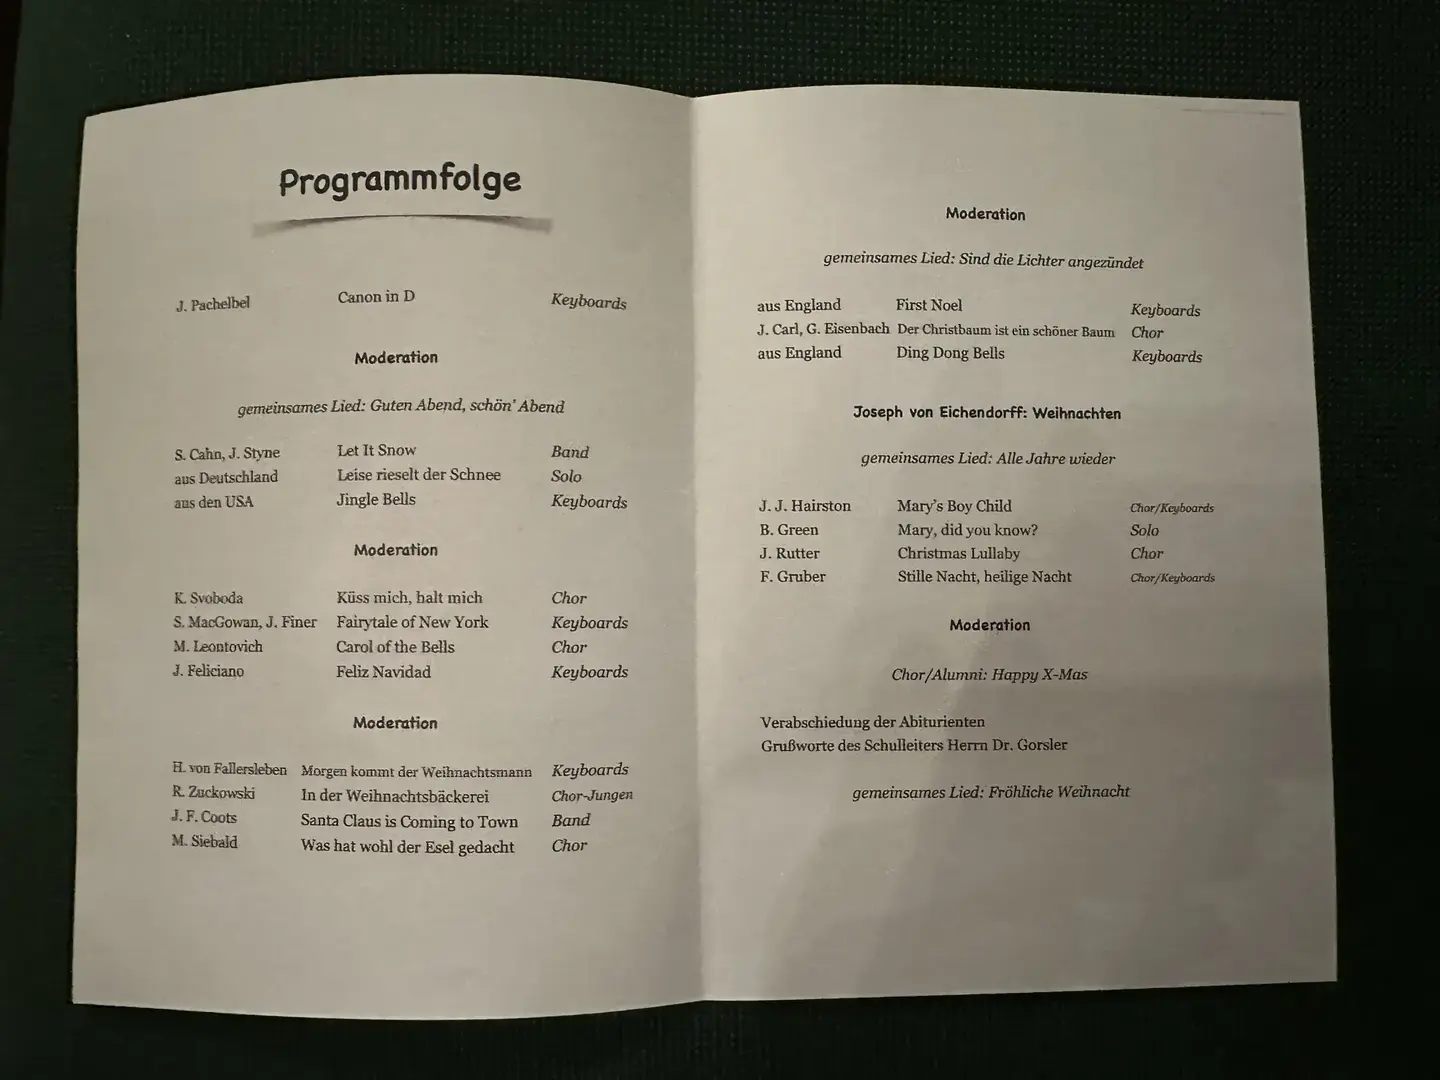 Programmfolge
J. Pachelbel Canon in D Keyboards
Moderation
gemeinsames Lied: Guten Abend, schön' Abend
S. Cahn, J. Styne Let It Snow Band
aus Deutschland Leise rieselt der Schnee Solo
aus den USA Jingle Bells Keyboards
Moderation
K. Svoboda Küss mich, halt mich Chor
S. MacGowan, J. Finer Fairytale of New York Keyboards
M. Leontovich Carol of the Bells Chor
J. Feliciano Feliz Navidad Keyboards
Moderation
H. von Fallersleben Morgen kommt der Weihnachtsmann Keyboards
R. Zuckowski In der Weihnachtsbäckerei Chor-Jungen
J. F. Coots Santa Claus is Coming to Town Band
M. Siebald Was hat wohl der Esel gedacht Chor
Moderation
gemeinsames Lied: Sind die Lichter angezündet
aus England First Noel Keyboards
J. Carl, G. Eisenbach Der Christbaum ist ein schöner Baum Chor
aus England Ding Dong Bells Keyboards
Joseph von Eichendorff: Weihnachten
gemeinsames Lied: Alle Jahre wieder
J. J. Hairston Mary's Boy Child Chor/Keyboards
B. Green Mary, did you know? Solo
J. Rutter Christmas Lullaby Chor
F. Gruber Stille Nacht, heilige Nacht Chor/Keyboards
Moderation
Chor/Alumni: Happy X-Mas
Verabschiedung der Abiturienten
Grußworte des Schulleiters Herrn Dr. Gorsler
gemeinsames Lied: Fröhliche Weihnacht